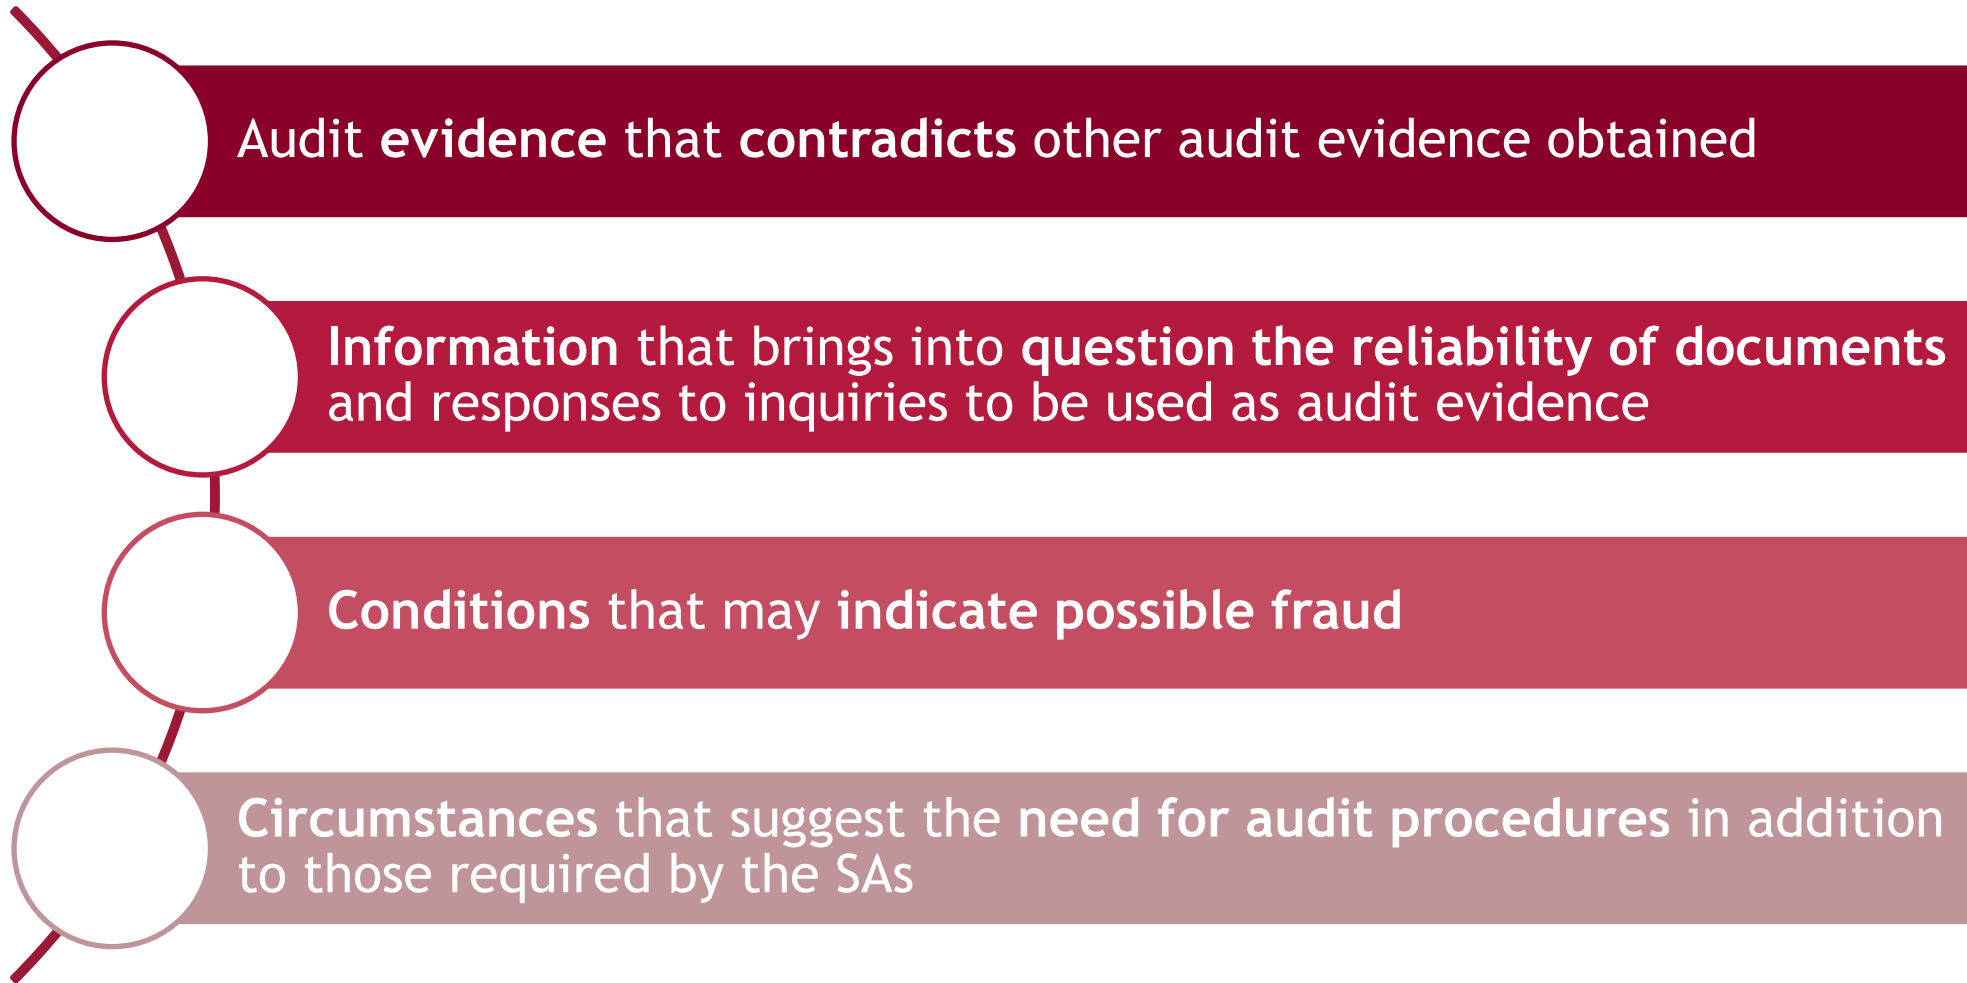 Audit evidence that contradicts other audit evidence obtained
Information that brings into question the reliability of documents
and responses to inquiries to be used as audit evidence
Conditions that may indicate possible fraud
Circumstances that suggest the need for audit procedures in addition
to those required by the SAs